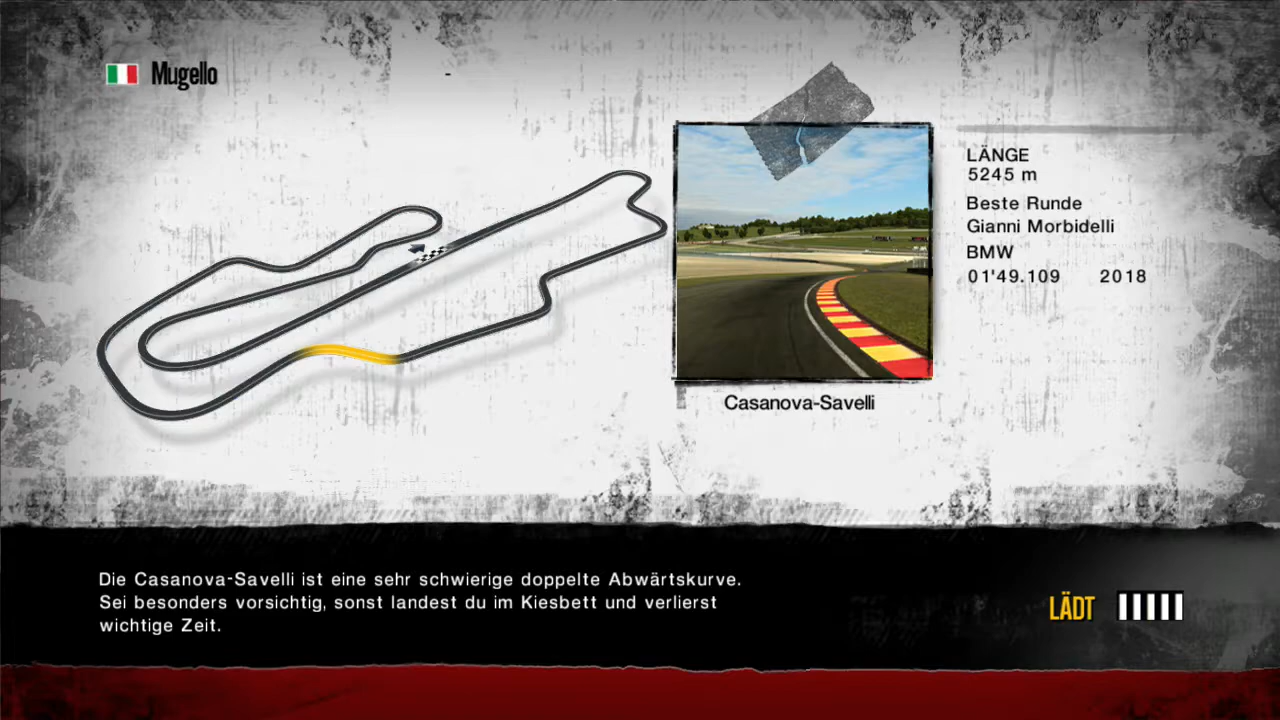 Mugello
LÄNGE
5245 m
Beste Runde
Gianni Morbidelli
BMW
01'49.109 2018
Casanova-Savelli
Die Casanova-Savelli ist eine sehr schwierige doppelte Abwärtskurve.
Sei besonders vorsichtig, sonst landest du im Kiesbett und verlierst
wichtige Zeit.
LÄDT